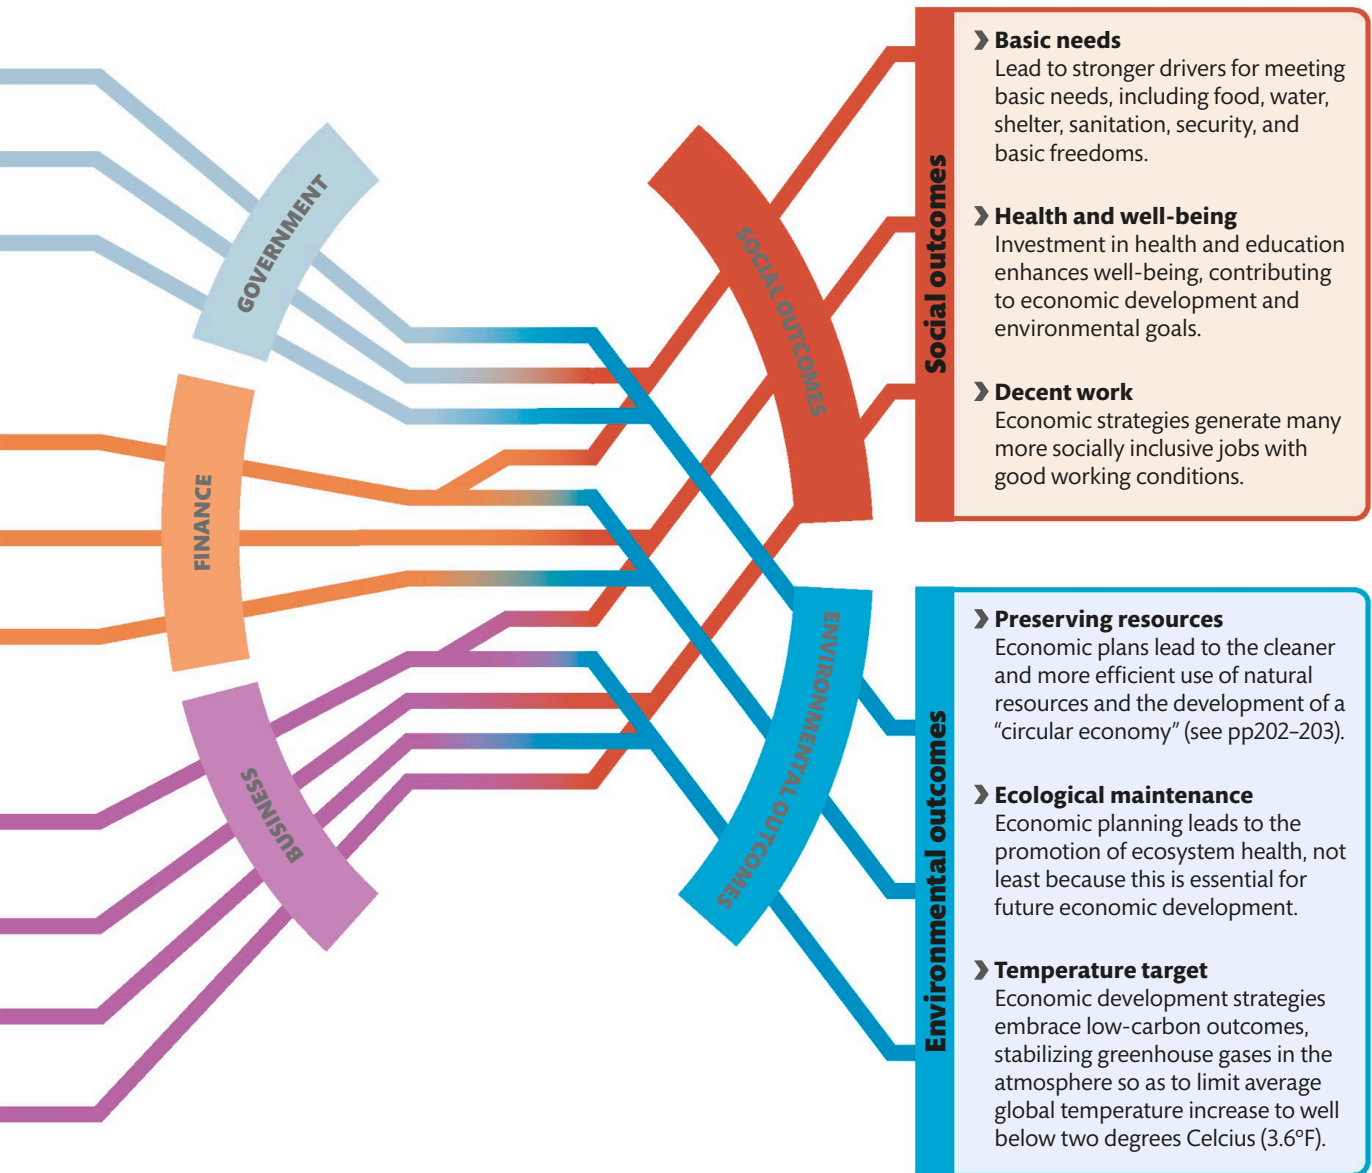 GOVERNMENT
FINANCE
BUSINESS
SOCIAL OUTCOMES
ENVIRONMENTAL OUTCOMES
Social outcomes
❯ Basic needs
Lead to stronger drivers for meeting
basic needs, including food, water,
shelter, sanitation, security, and
basic freedoms.
❯ Health and well-being
Investment in health and education
enhances well-being, contributing
to economic development and
environmental goals.
❯ Decent work
Economic strategies generate many
more socially inclusive jobs with
good working conditions.
Environmental outcomes
❯ Preserving resources
Economic plans lead to the cleaner
and more efficient use of natural
resources and the development of a
“circular economy” (see pp202–203).
❯ Ecological maintenance
Economic planning leads to the
promotion of ecosystem health, not
least because this is essential for
future economic development.
❯ Temperature target
Economic development strategies
embrace low-carbon outcomes,
stabilizing greenhouse gases in the
atmosphere so as to limit average
global temperature increase to well
below two degrees Celcius (3.6°F).